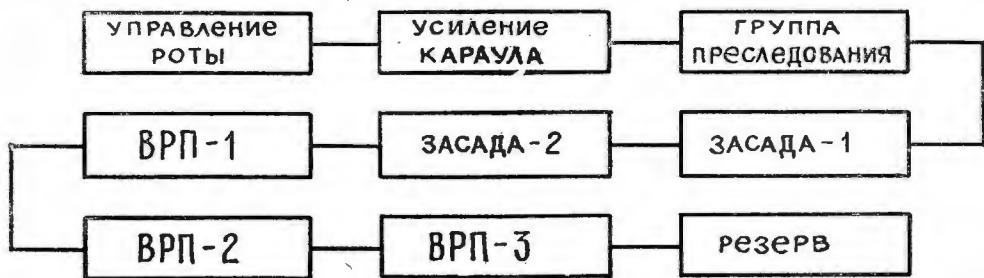 УПРАВЛЕНИЕ
РОТЫ
УСИЛЕНИЕ
КАРАУЛА
ГРУППА
ПРЕСЛЕДОВАНИЯ
ВРП-1
ЗАСАДА-2
ЗАСАДА-1
ВРП-2
ВРП-3
РЕЗЕРВ